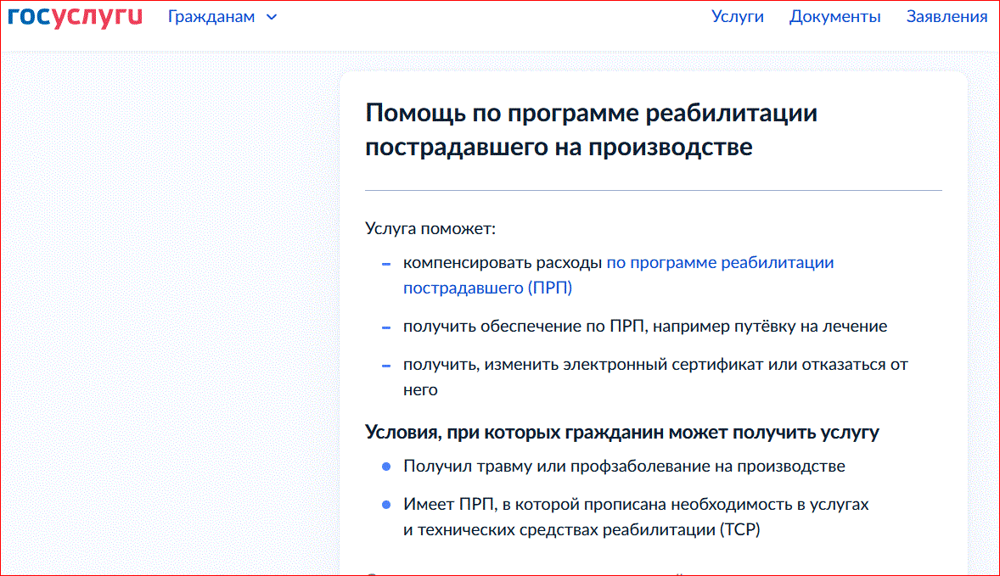 госуслуги Гражданам Услуги Документы Заявления
Помощь по программе реабилитации
пострадавшего на производстве
Услуга поможет:
– компенсировать расходы по программе реабилитации
пострадавшего (ПРП)
– получить обеспечение по ПРП, например путёвку на лечение
– получить, изменить электронный сертификат или отказаться от
него
Условия, при которых гражданин может получить услугу
• Получил травму или профзаболевание на производстве
• Имеет ПРП, в которой прописана необходимость в услугах
и технических средствах реабилитации (ТСР)